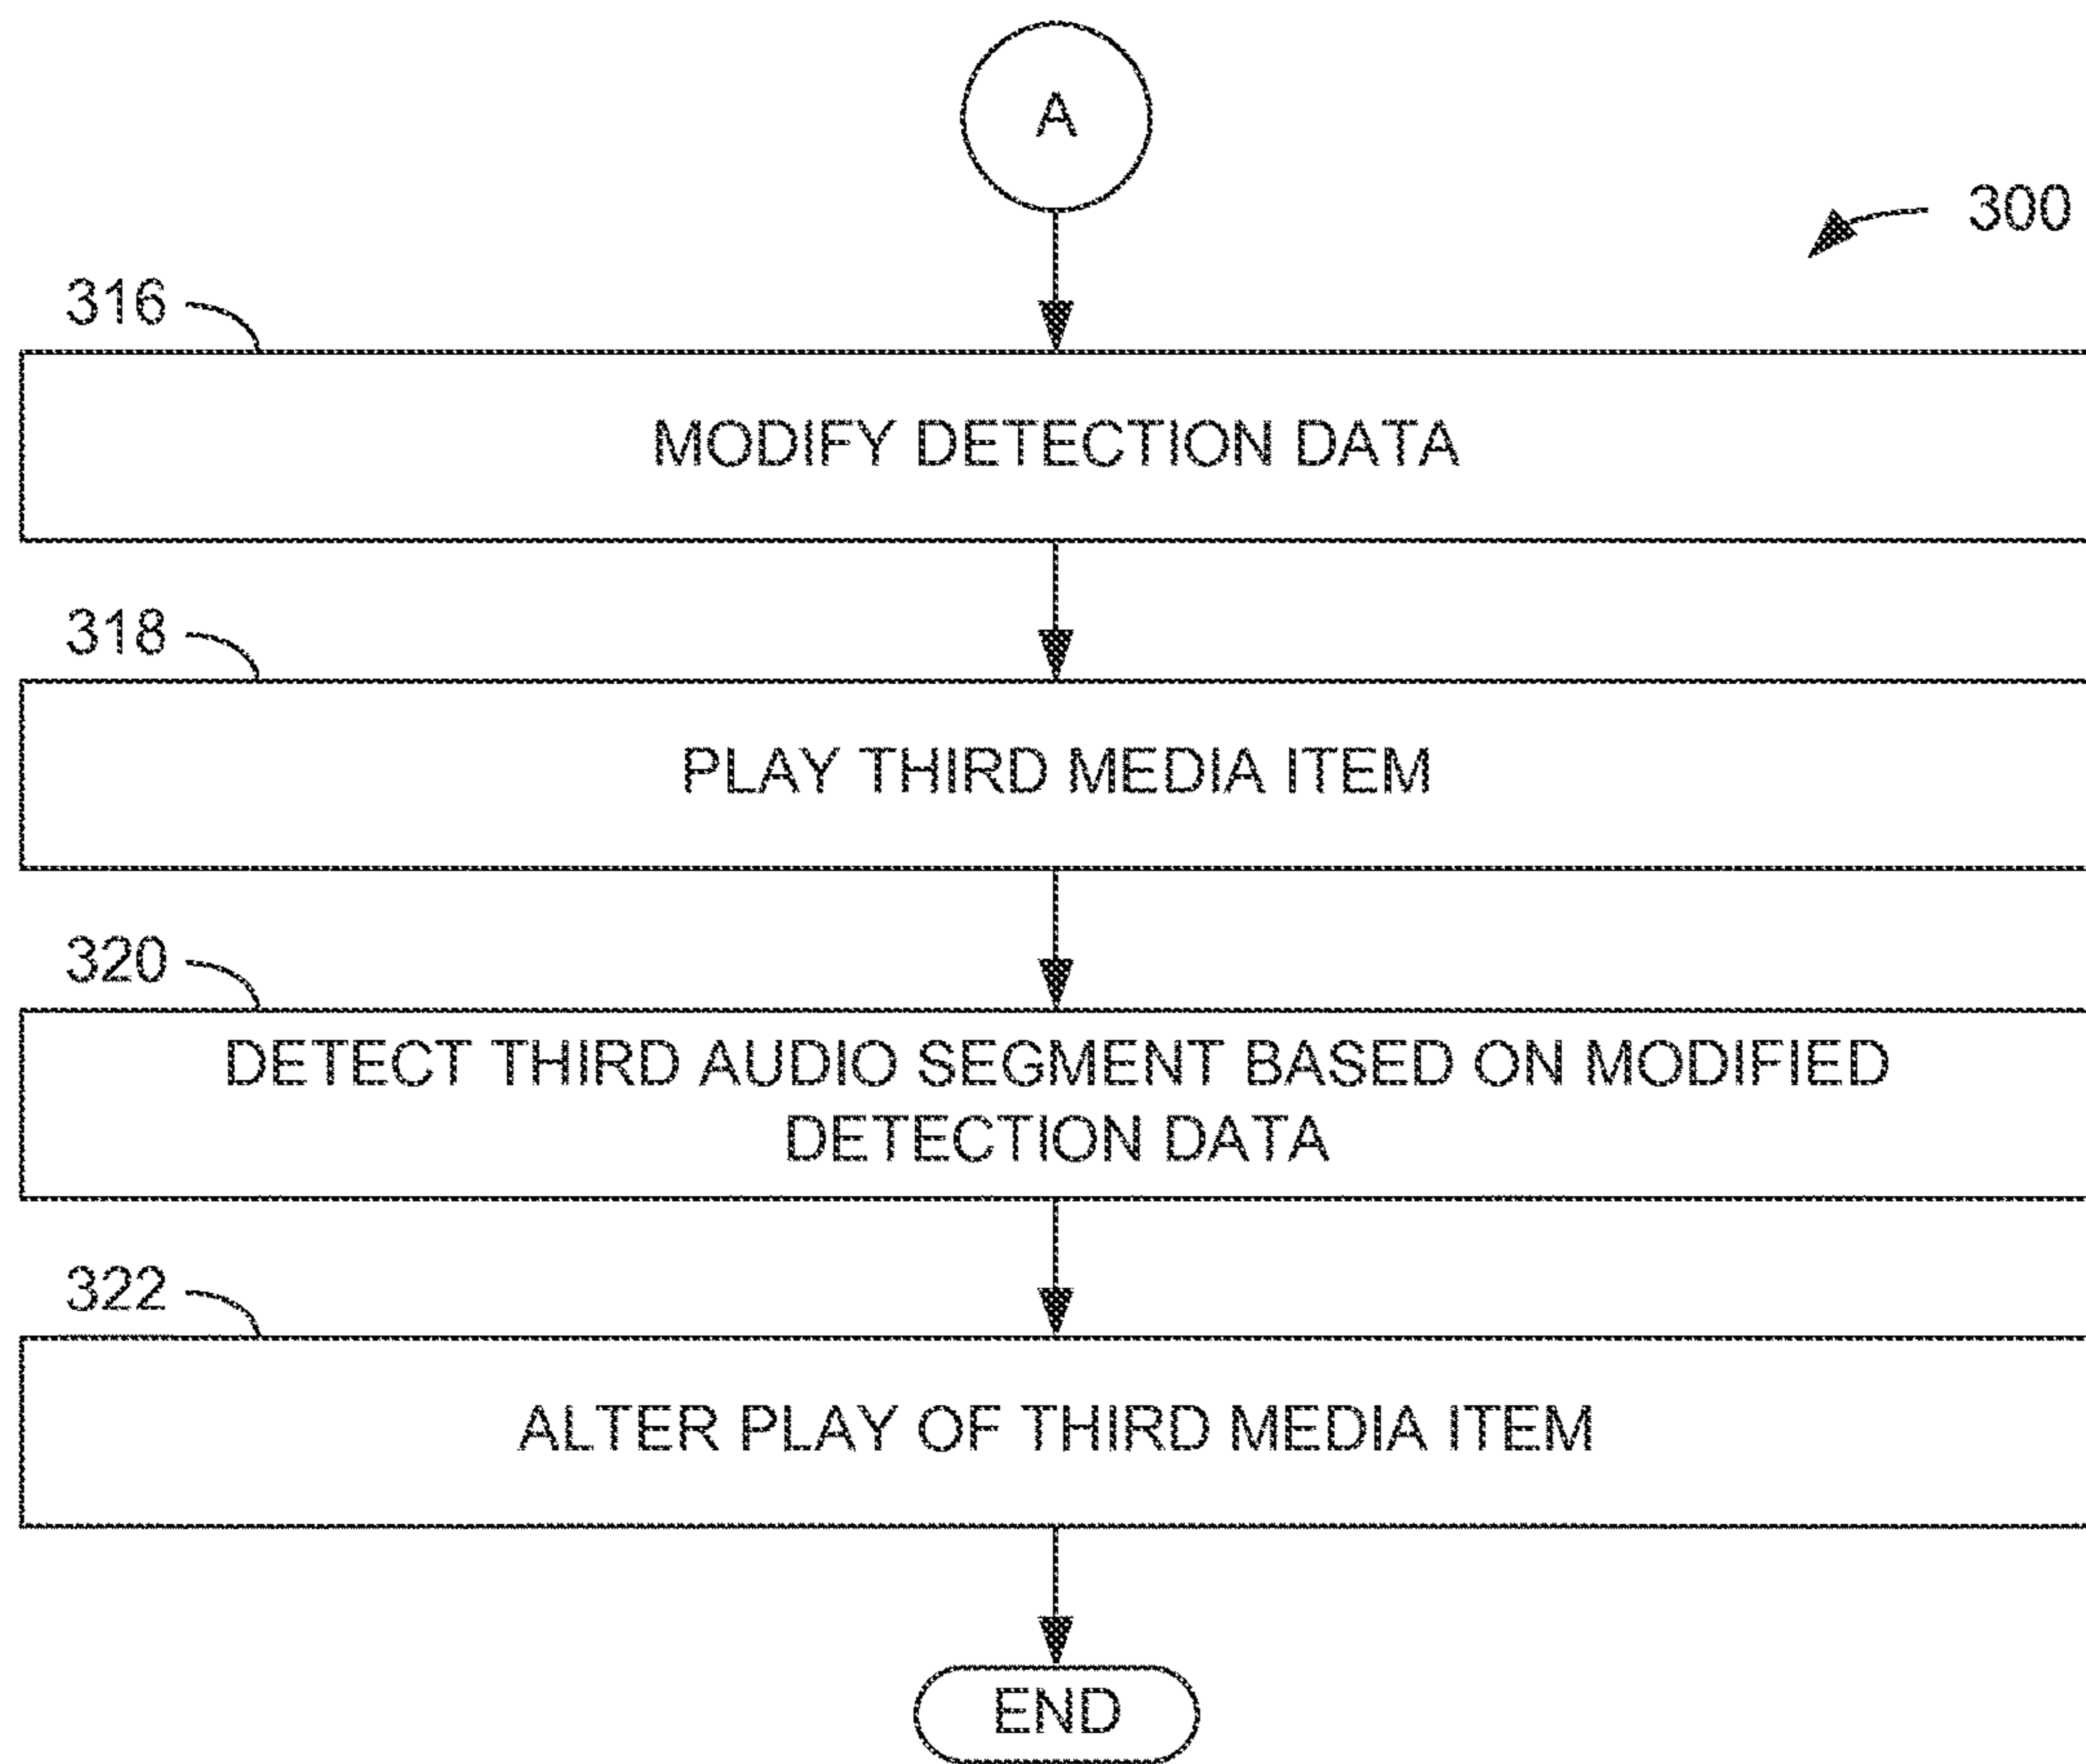 A
300
316
MODIFY DETECTION DATA
318
PLAY THIRD MEDIA ITEM
320
DETECT THIRD AUDIO SEGMENT BASED ON MODIFIED
DETECTION DATA
322
ALTER PLAY OF THIRD MEDIA ITEM
END